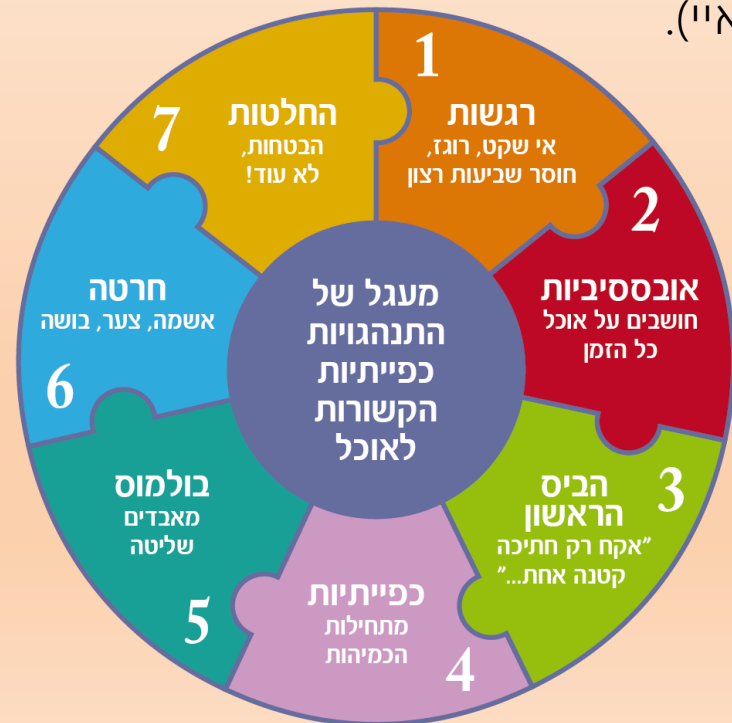 איי).
מעגל של
התנהגויות
כפייתיות
הקשורות
לאוכל
1
רגשות
אי שקט, רוגז,
חוסר שביעות רצון
2
אובססיביות
חושבים על אוכל
כל הזמן
3
הביס
הראשון
"אקח רק חתיכה
קטנה אחת..."
4
כפייתיות
מתחילות
הכמיהות
5
בולמוס
מאבדים
שליטה
6
חרטה
אשמה, צער, בושה
7
החלטות
הבטחות,
לא עוד!